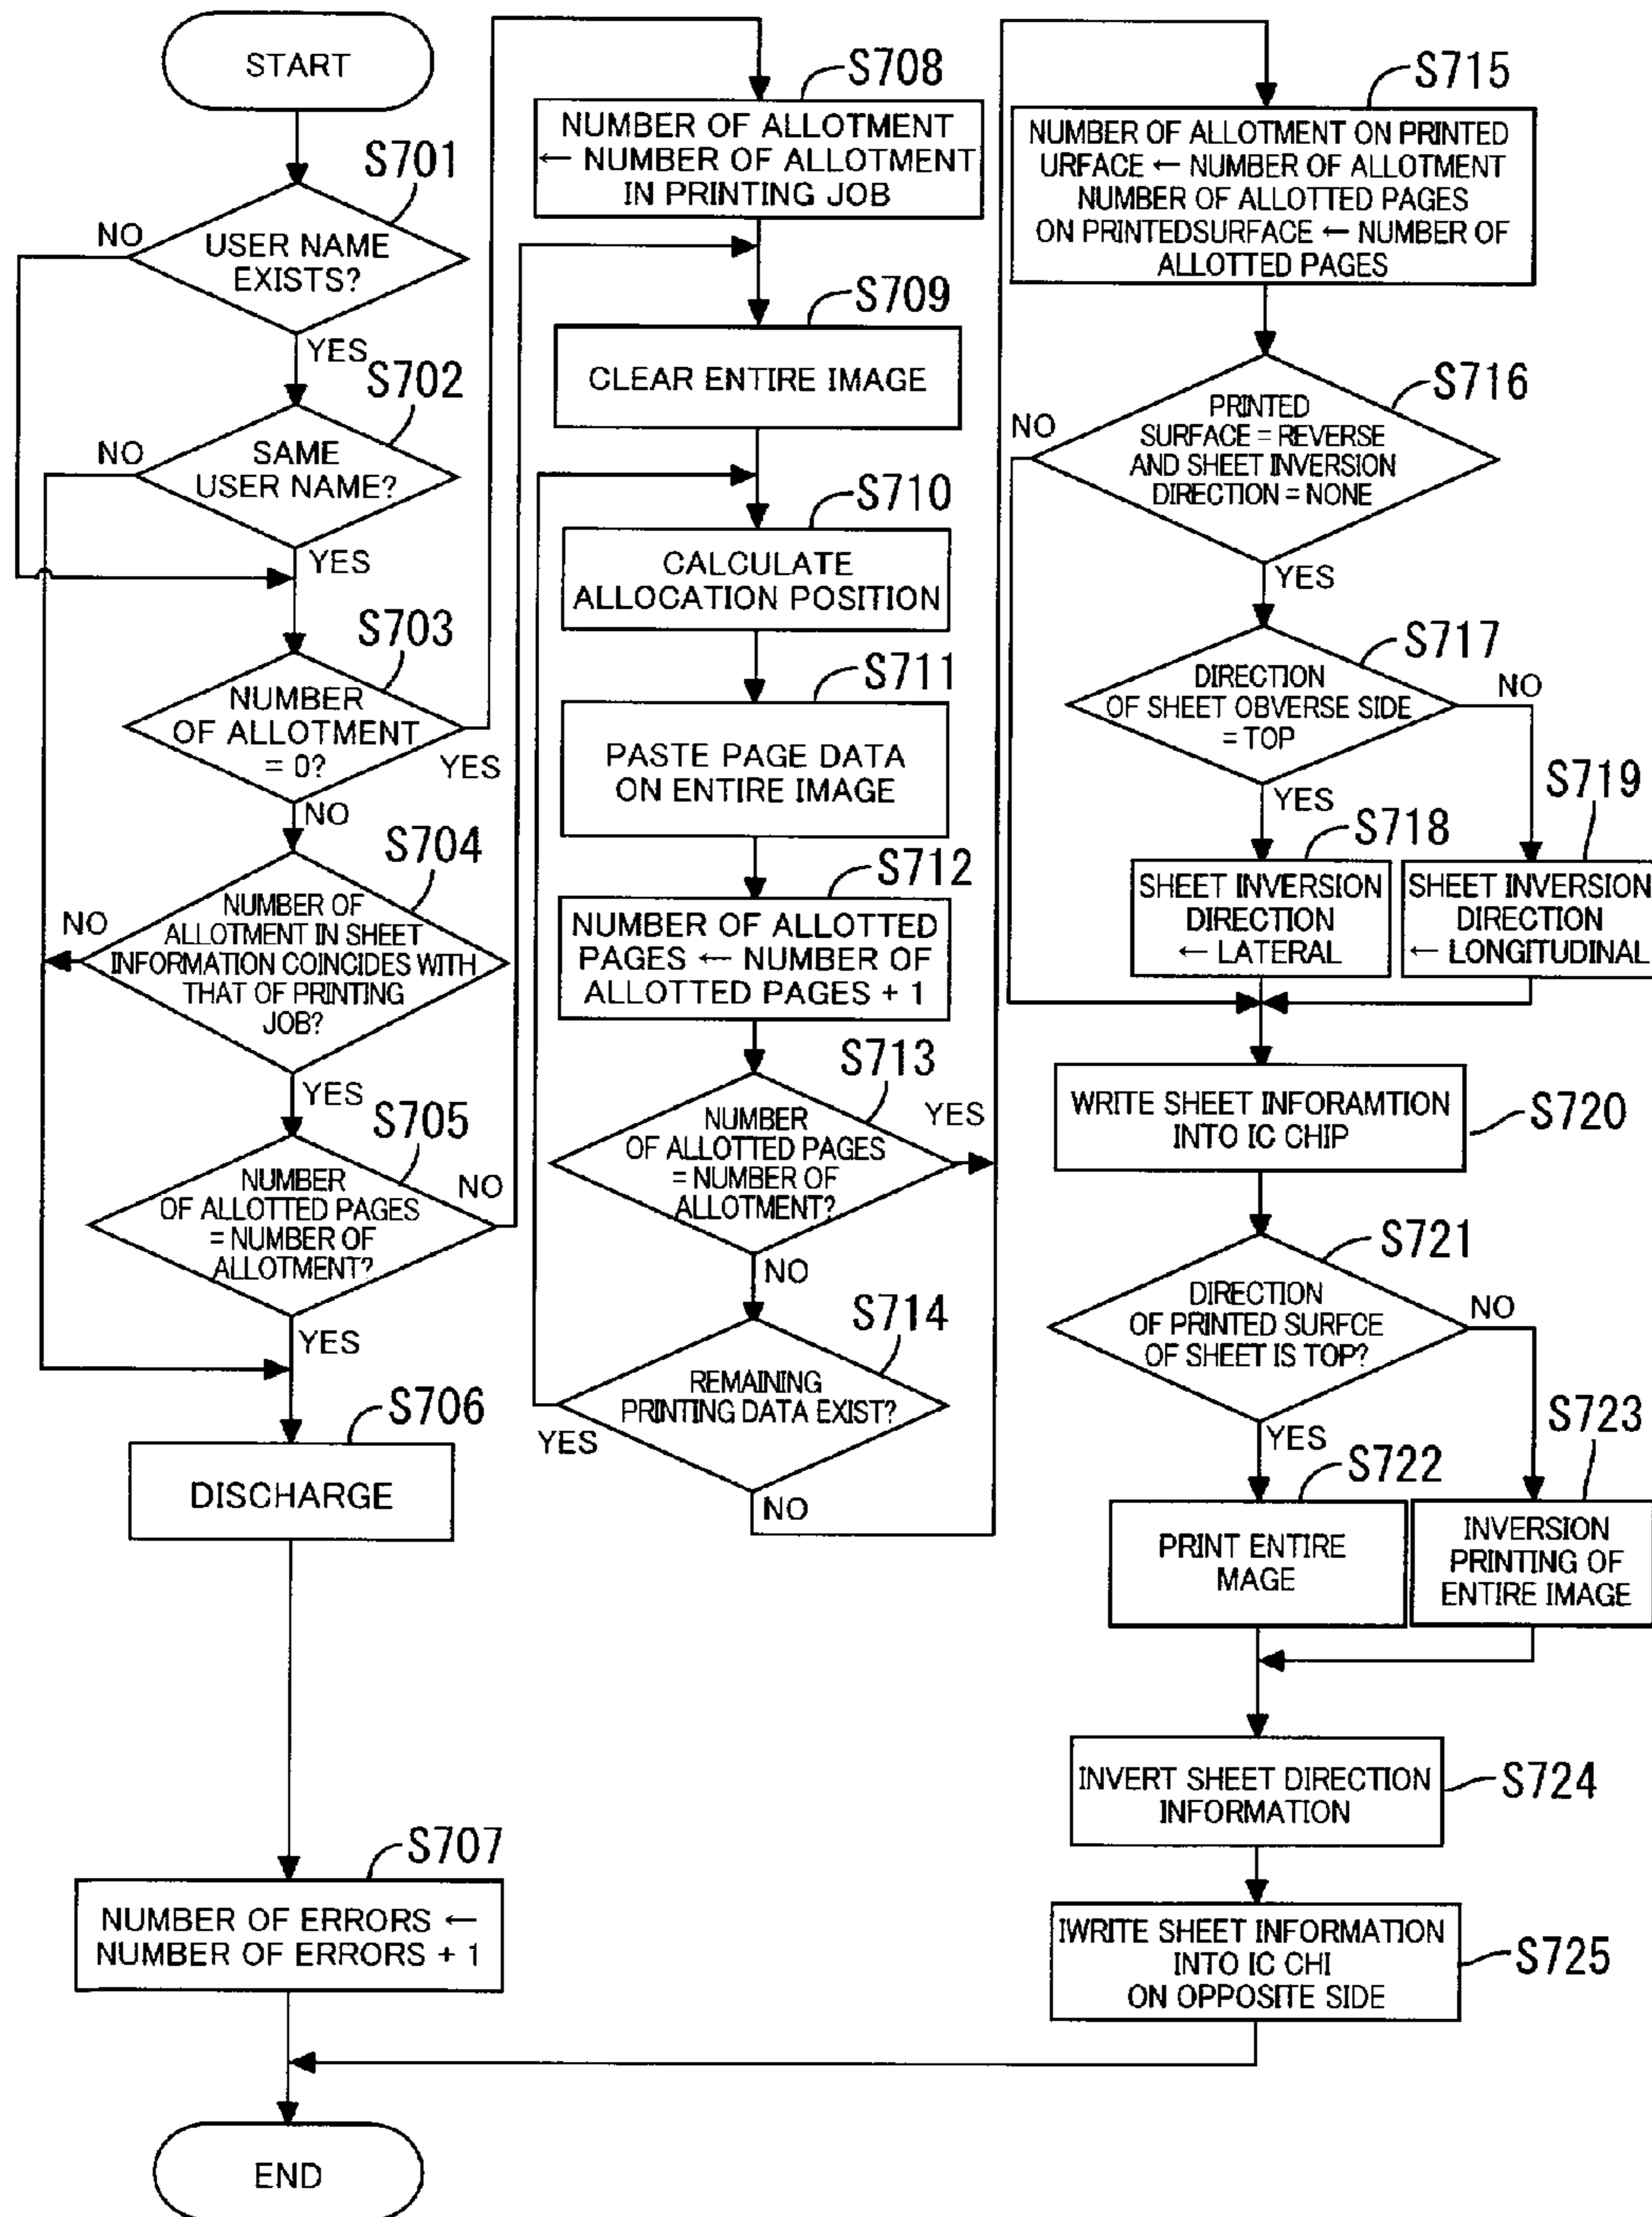 START
S701
NO
USER NAME
EXISTS?
YES
S702
NO
SAME
USER NAME?
YES
S703
NUMBER
OF ALLOTMENT
= 0?
YES
NO
S704
NO
NUMBER OF
ALLOTMENT IN SHEET
INFORMATION COINCIDES WITH
THAT OF PRINTING
JOB?
YES
S705
NUMBER
OF ALLOTTED PAGES
= NUMBER OF
ALLOTMENT?
NO
YES
S706
DISCHARGE
S707
NUMBER OF ERRORS ←
NUMBER OF ERRORS + 1
END
S708
NUMBER OF ALLOTMENT
← NUMBER OF ALLOTMENT
IN PRINTING JOB
S709
CLEAR ENTIRE IMAGE
S710
CALCULATE
ALLOCATION POSITION
S711
PASTE PAGE DATA
ON ENTIRE IMAGE
S712
NUMBER OF ALLOTTED
PAGES ← NUMBER OF
ALLOTTED PAGES + 1
S713
NUMBER
OF ALLOTTED PAGES
= NUMBER OF
ALLOTMENT?
YES
NO
S714
REMAINING
PRINTING DATA EXIST?
YES
NO
S715
NUMBER OF ALLOTMENT ON PRINTED
URFACE ← NUMBER OF ALLOTMENT
NUMBER OF ALLOTTED PAGES
ON PRINTEDSURFACE ← NUMBER OF
ALLOTTED PAGES
S716
NO
PRINTED
SURFACE = REVERSE
AND SHEET INVERSION
DIRECTION = NONE
YES
S717
DIRECTION
OF SHEET OBVERSE SIDE
= TOP
NO
YES
S718
SHEET INVERSION
DIRECTION
← LATERAL
S719
SHEET INVERSION
DIRECTION
← LONGITUDINAL
WRITE SHEET INFORAMTION
INTO IC CHIP
S720
S721
DIRECTION
OF PRINTED SURFCE
OF SHEET IS TOP?
NO
YES
S722
PRINT ENTIRE
MAGE
S723
INVERSION
PRINTING OF
ENTIRE IMAGE
INVERT SHEET DIRECTION
INFORMATION
S724
IWRITE SHEET INFORMATION
INTO IC CHI
ON OPPOSITE SIDE
S725